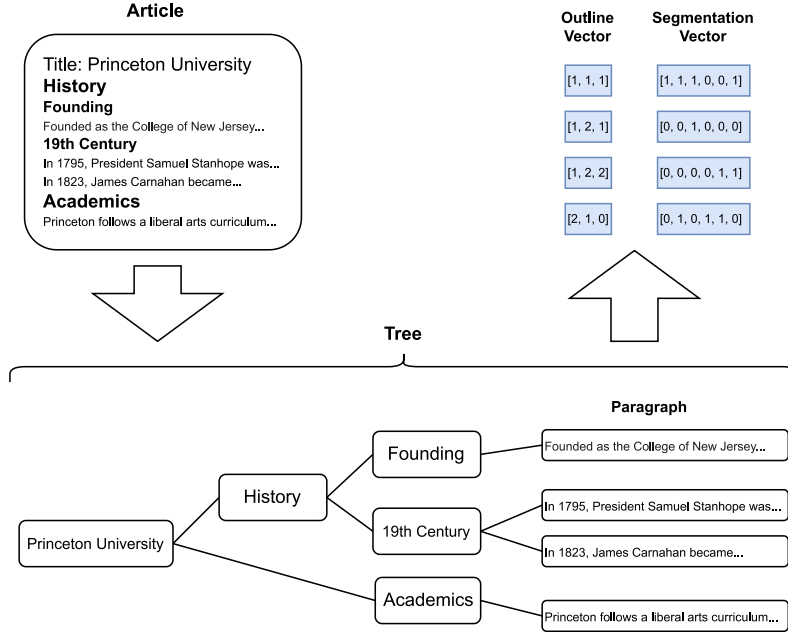 Article
Title: Princeton University
History
Founding
Founded as the College of New Jersey...
19th Century
In 1795, President Samuel Stanhope was...
In 1823, James Carnahan became...
Academics
Princeton follows a liberal arts curriculum...
Outline Vector
Segmentation Vector
[1, 1, 1] [1, 1, 1, 0, 0, 1]
[1, 2, 1] [0, 0, 1, 0, 0, 0]
[1, 2, 2] [0, 0, 0, 0, 1, 1]
[2, 1, 0] [0, 1, 0, 1, 1, 0]
Tree
Paragraph
Princeton University
History
Founding
Founded as the College of New Jersey...
19th Century
In 1795, President Samuel Stanhope was...
In 1823, James Carnahan became...
Academics
Princeton follows a liberal arts curriculum...